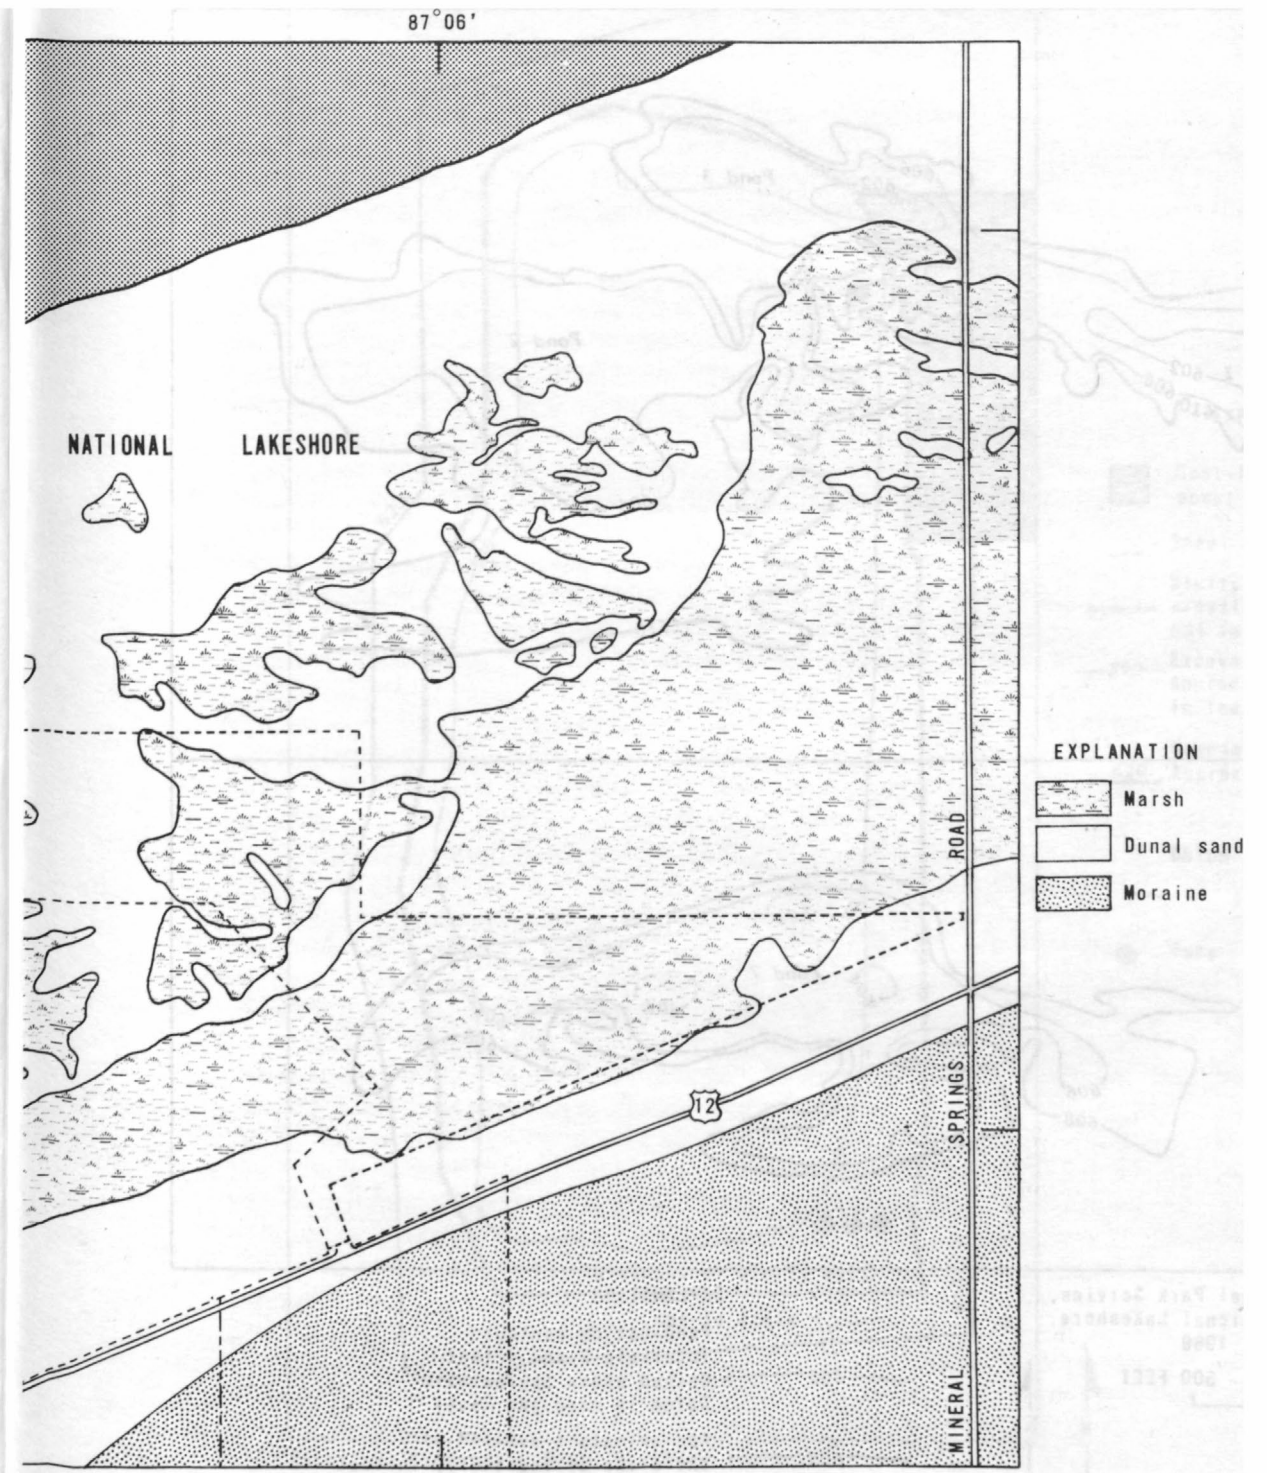 87°06'
NATIONAL LAKESHORE
EXPLANATION
Marsh
Dunal sand
Moraine
12
MINERAL SPRINGS ROAD